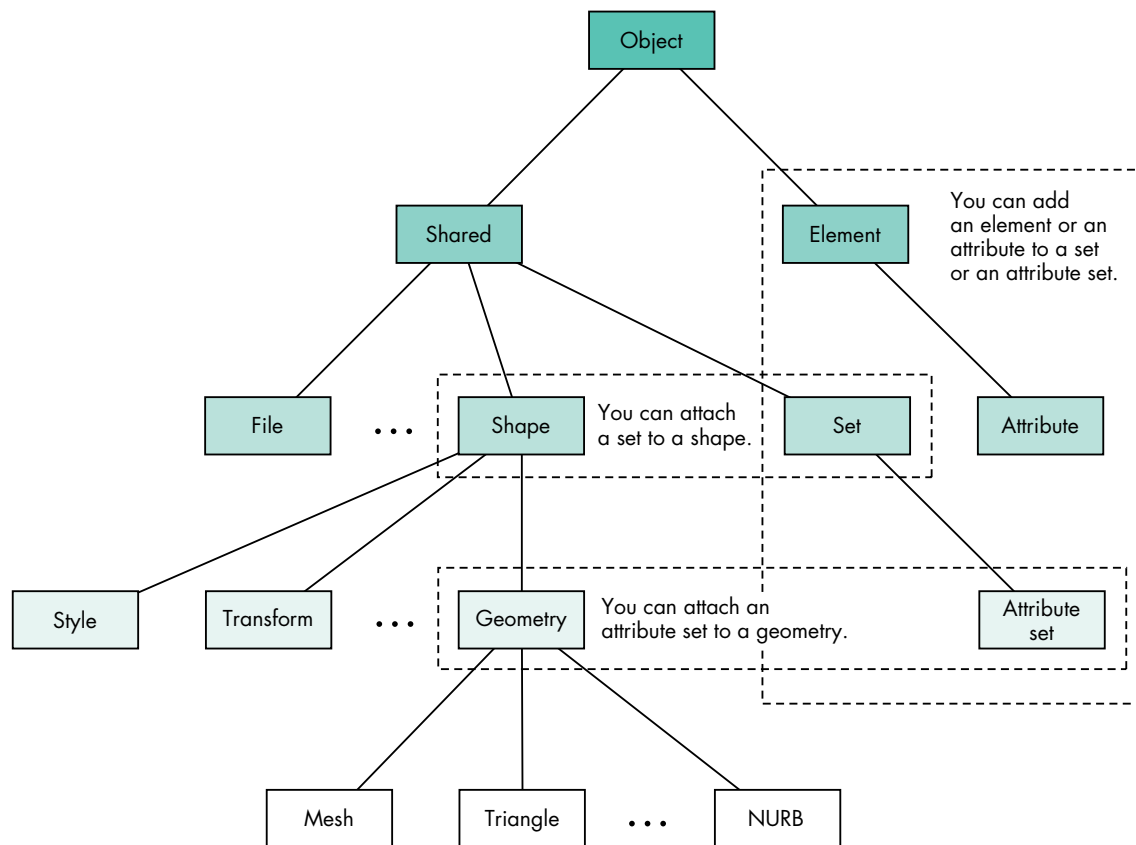 Object
You can add
an element or an
attribute to a set
or an attribute set.
Shared
Element
File
...
Shape
You can attach
a set to a shape.
Set
Attribute
Style
Transform
...
Geometry
You can attach an
attribute set to a geometry.
Attribute
set
Mesh
Triangle
...
NURB